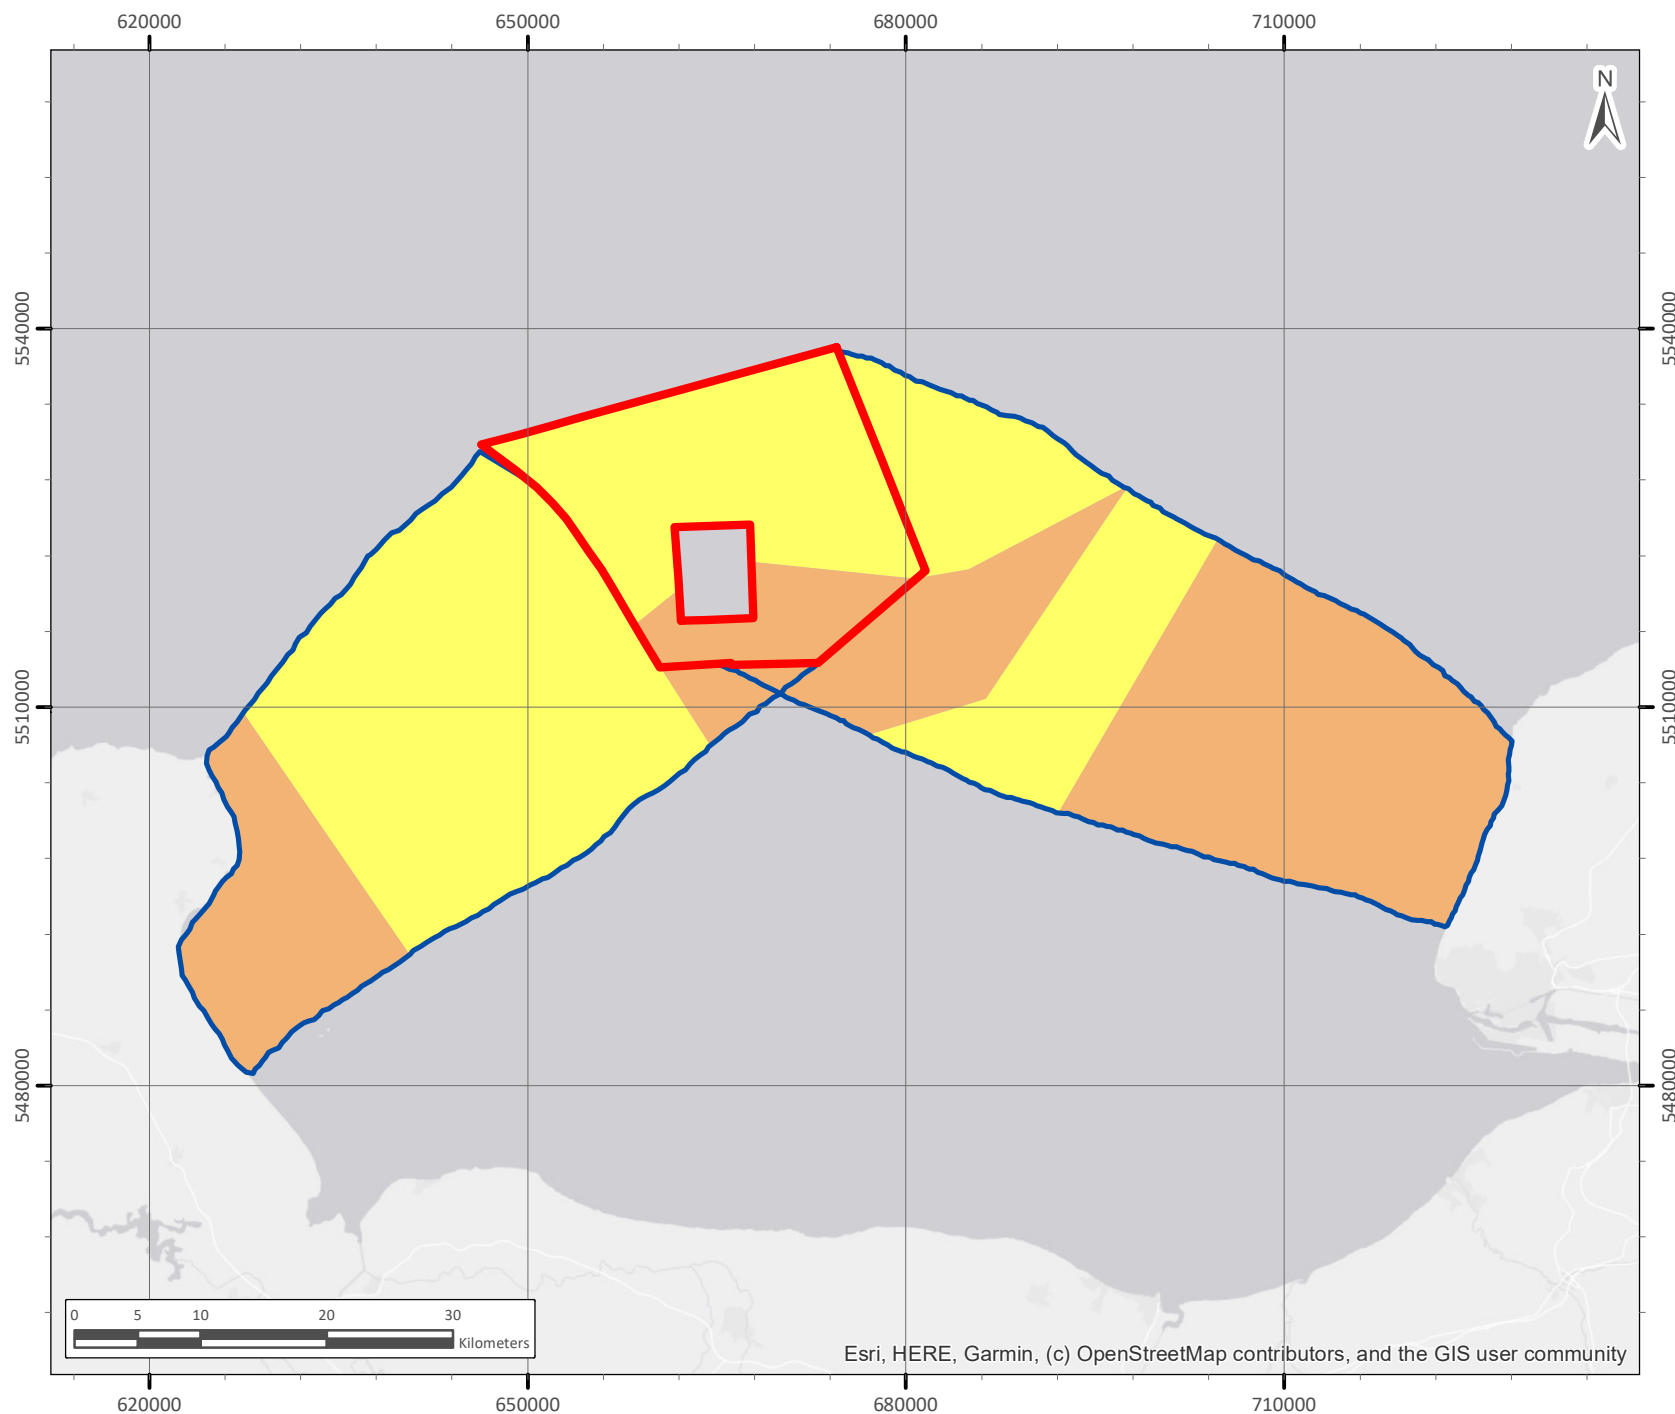 620000 650000 680000 710000
N
5540000 5540000
5510000 5510000
5480000 5480000
0 5 10 20 30
Kilometers
Esri, HERE, Garmin, (c) OpenStreetMap contributors, and the GIS user community
620000 650000 680000 710000